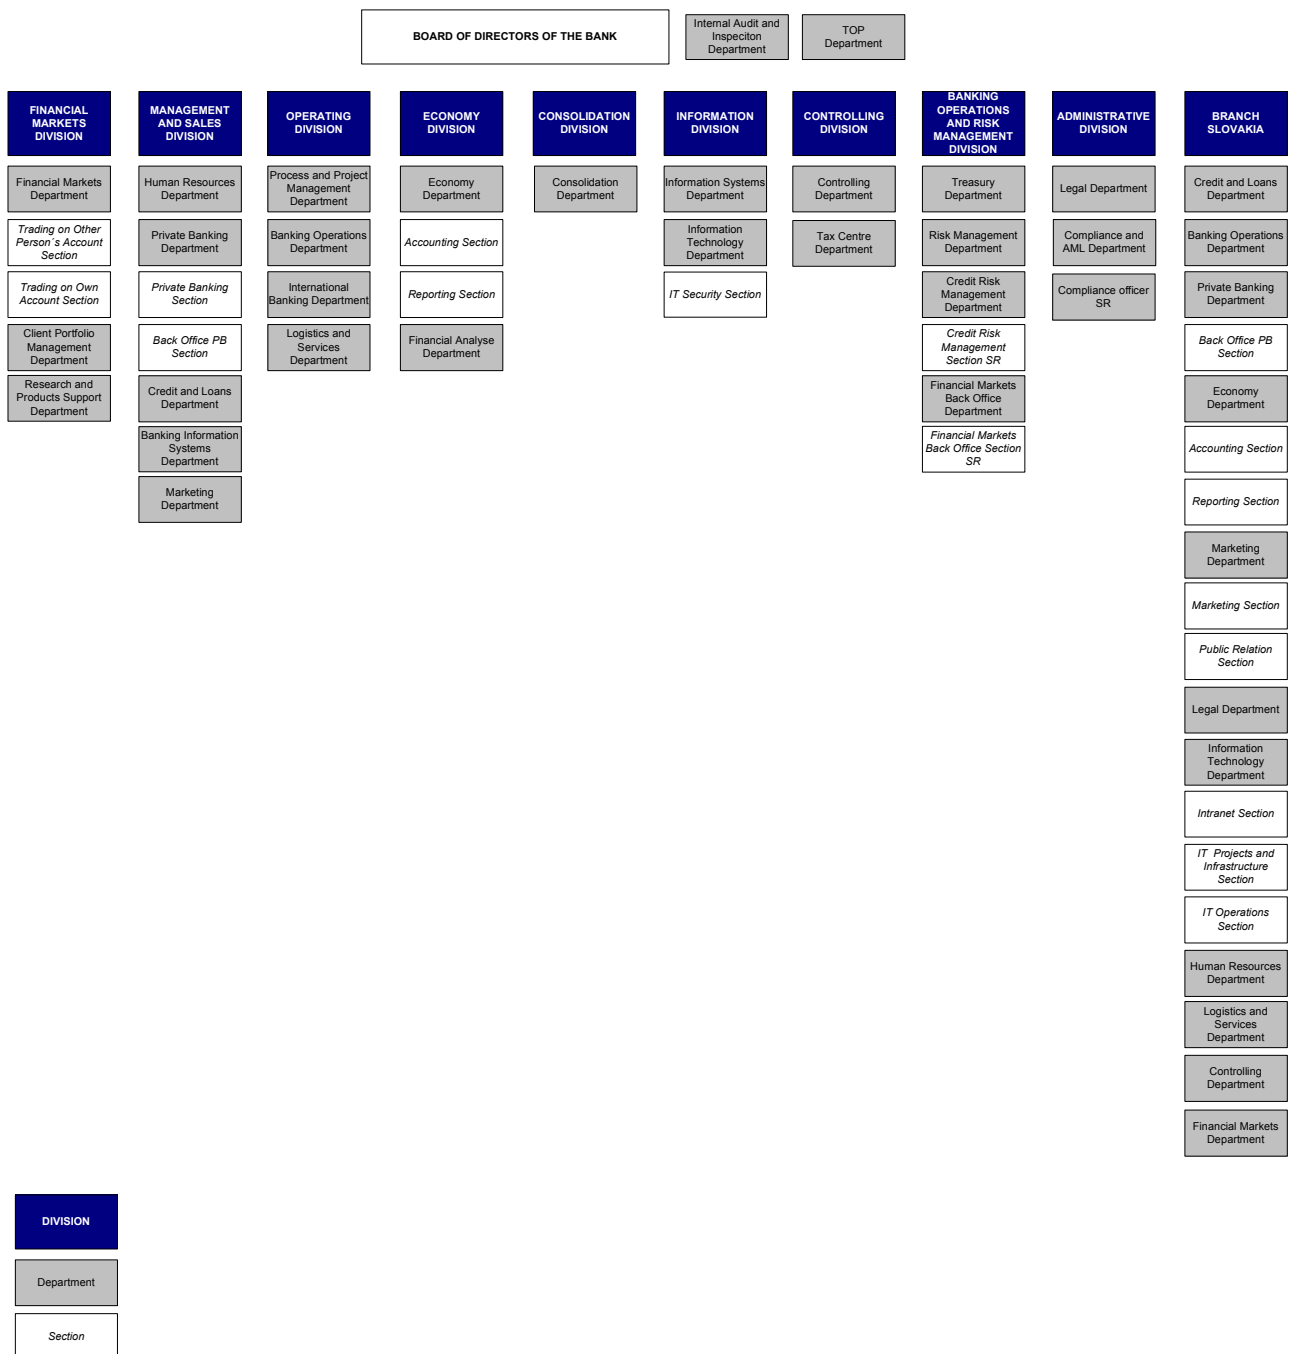 BOARD OF DIRECTORS OF THE BANK
Internal Audit and
Inspeciton
Department
TOP
Department
FINANCIAL
MARKETS
DIVISION
Financial Markets
Department
Trading on Other
Person´s Account
Section
Trading on Own
Account Section
Client Portfolio
Management
Department
Research and
Products Support
Department
MANAGEMENT
AND SALES
DIVISION
Human Resources
Department
Private Banking
Department
Private Banking
Section
Back Office PB
Section
Credit and Loans
Department
Banking Information
Systems
Department
Marketing
Department
OPERATING
DIVISION
Process and Project
Management
Department
Banking Operations
Department
International
Banking Department
Logistics and
Services
Department
ECONOMY
DIVISION
Economy
Department
Accounting Section
Reporting Section
Financial Analyse
Department
CONSOLIDATION
DIVISION
Consolidation
Department
INFORMATION
DIVISION
Information Systems
Department
Information
Technology
Department
IT Security Section
CONTROLLING
DIVISION
Controlling
Department
Tax Centre
Department
BANKING
OPERATIONS
AND RISK
MANAGEMENT
DIVISION
Treasury
Department
Risk Management
Department
Credit Risk
Management
Department
Credit Risk
Management
Section SR
Financial Markets
Back Office
Department
Financial Markets
Back Office Section
SR
ADMINISTRATIVE
DIVISION
Legal Department
Compliance and
AML Department
Compliance officer
SR
BRANCH
SLOVAKIA
Credit and Loans
Department
Banking Operations
Department
Private Banking
Department
Back Office PB
Section
Economy
Department
Accounting Section
Reporting Section
Marketing
Department
Marketing Section
Public Relation
Section
Legal Department
Information
Technology
Department
Intranet Section
IT Projects and
Infrastructure
Section
IT Operations
Section
Human Resources
Department
Logistics and
Services
Department
Controlling
Department
Financial Markets
Department
DIVISION
Department
Section